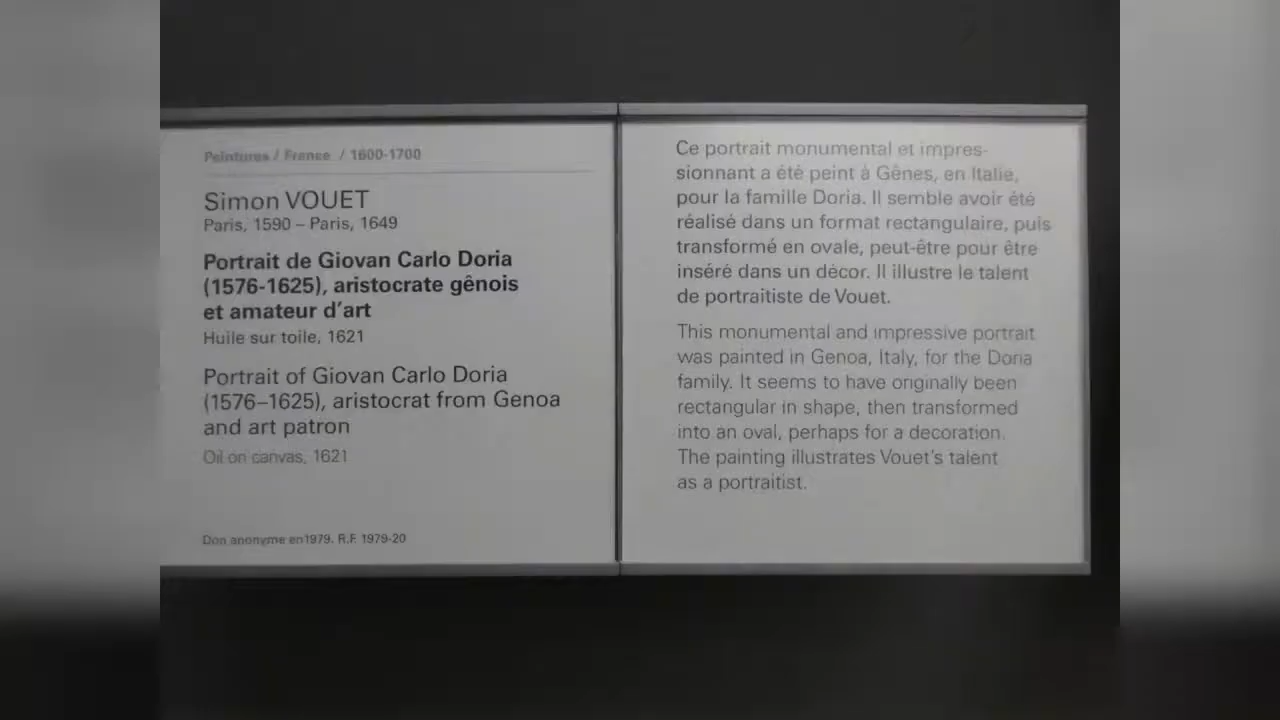 Peintures / France / 1600-1700
Simon VOUET
Paris, 1590 – Paris, 1649
Portrait de Giovan Carlo Doria
(1576-1625), aristocrate gênois
et amateur d'art
Huile sur toile, 1621
Portrait of Giovan Carlo Doria
(1576–1625), aristocrat from Genoa
and art patron
Oil on canvas, 1621
Don anonyme en1979. R.F. 1979-20
Ce portrait monumental et impres-
sionnant a été peint à Gênes, en Italie,
pour la famille Doria. Il semble avoir été
réalisé dans un format rectangulaire, puis
transformé en ovale, peut-être pour être
inséré dans un décor. Il illustre le talent
de portraitiste de Vouet.
This monumental and impressive portrait
was painted in Genoa, Italy, for the Doria
family. It seems to have originally been
rectangular in shape, then transformed
into an oval, perhaps for a decoration.
The painting illustrates Vouet's talent
as a portraitist.